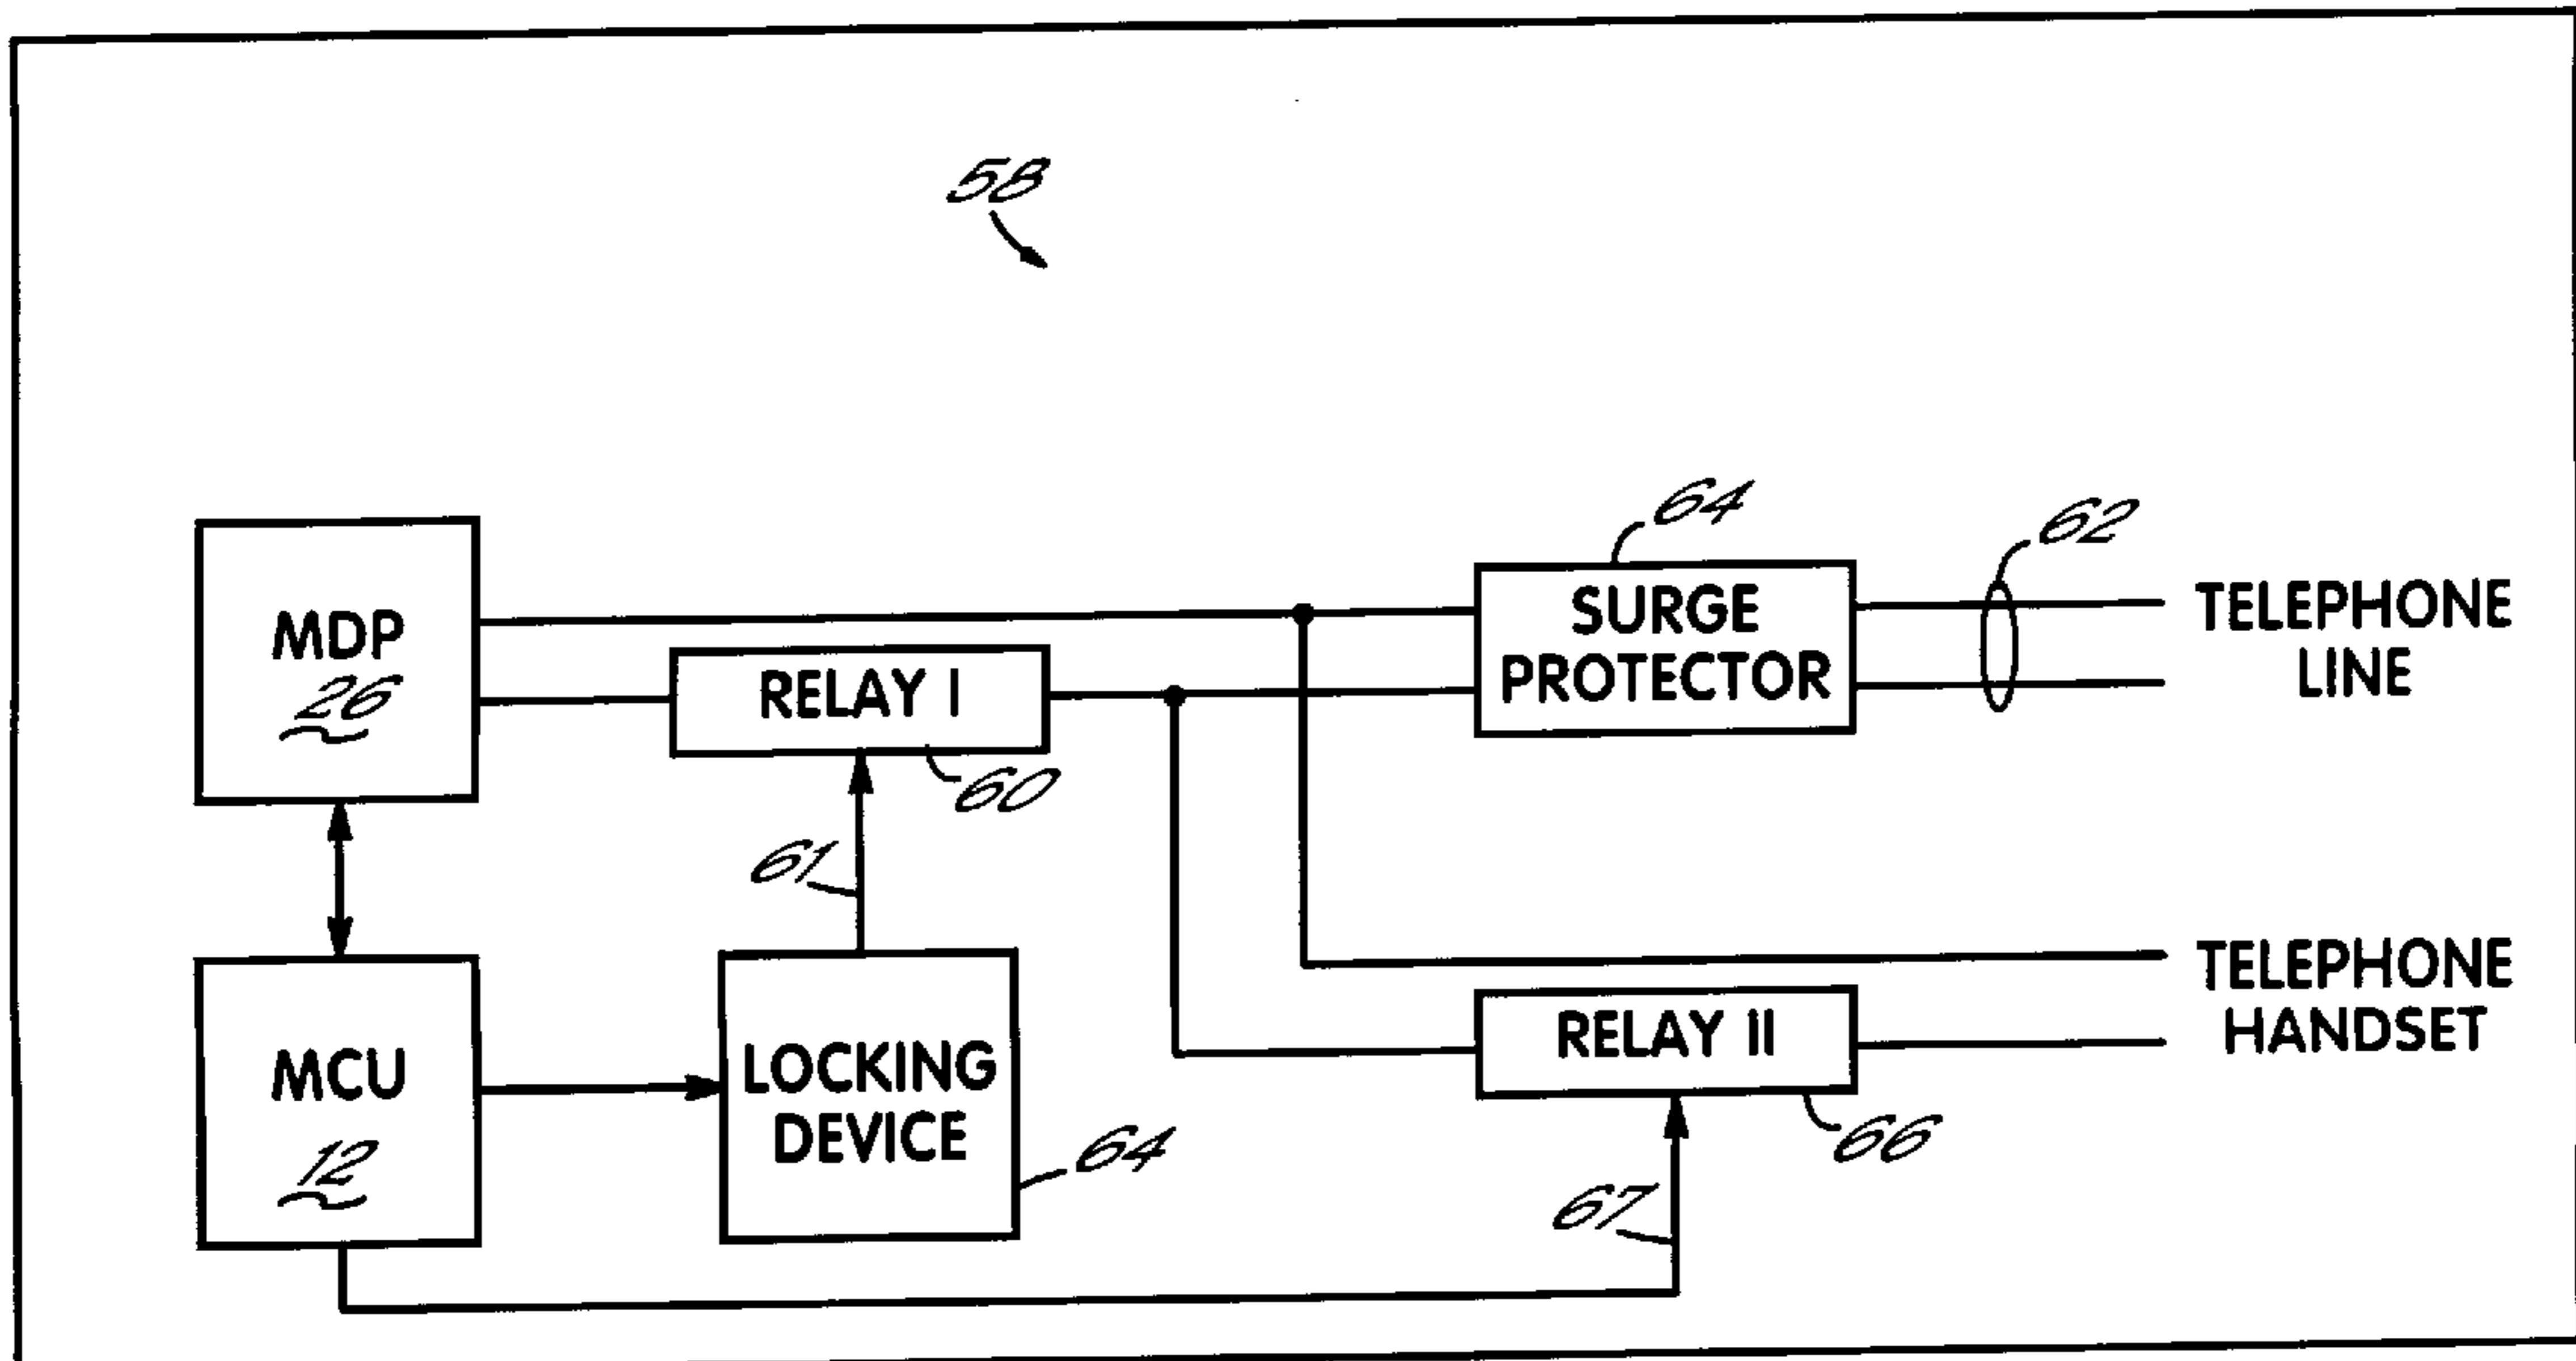 58
64
62
MDP
26
RELAY I
60
SURGE
PROTECTOR
TELEPHONE
LINE
61
MCU
12
LOCKING
DEVICE
64
RELAY II
66
67
TELEPHONE
HANDSET